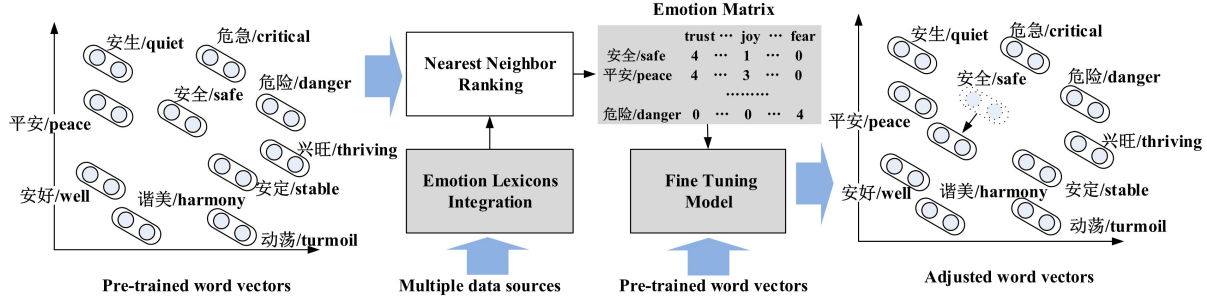 安生/quiet
危急/critical
安全/safe
危险/danger
平安/peace
兴旺/thriving
安好/well
谐美/harmony
安定/stable
动荡/turmoil
Pre-trained word vectors
Nearest Neighbor
Ranking
Emotion Lexicons
Integration
Multiple data sources
Emotion Matrix
trust ··· joy ··· fear
安全/safe 4 ··· 1 ··· 0
平安/peace 4 ··· 3 ··· 0
·········
危险/danger 0 ··· 0 ··· 4
Fine Tuning
Model
Pre-trained word vectors
安生/quiet
危急/critical
安全/safe
危险/danger
平安/peace
兴旺/thriving
安好/well
谐美/harmony
安定/stable
动荡/turmoil
Adjusted word vectors